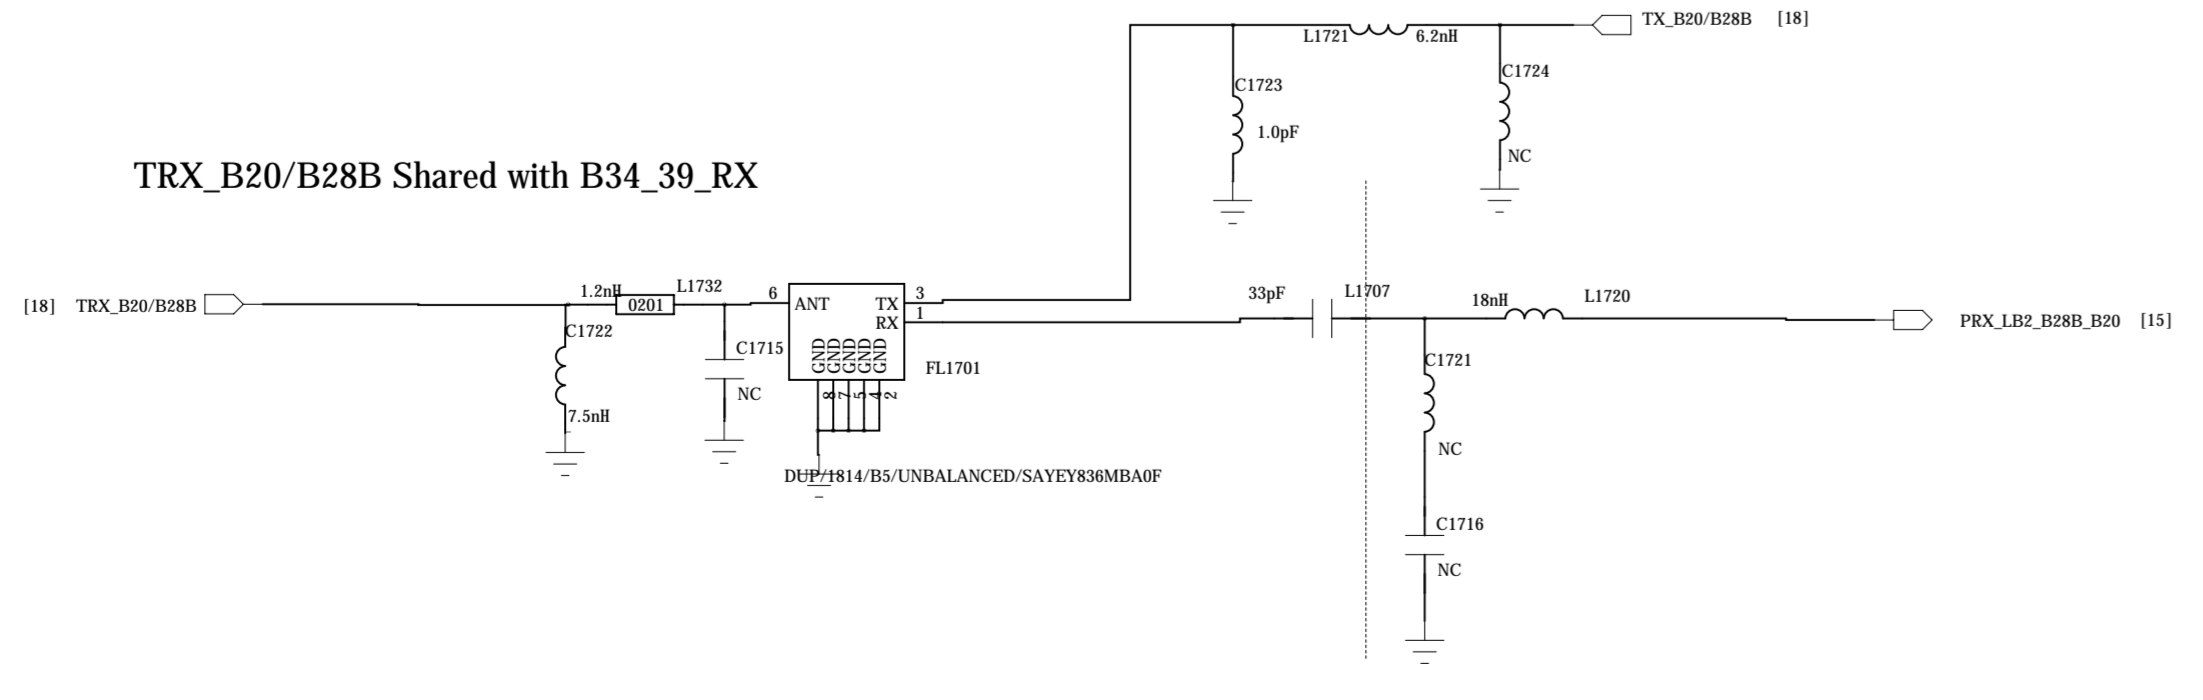 TX_B20/B28B [18]
L1721 6.2nH
C1724
C1723
1.0pF
NC
TRX_B20/B28B Shared with B34_39_RX
[18] TRX_B20/B28B
1.2nH
0201
L1732
C1722
7.5nH
C1715
NC
6
ANT
TX
RX
3
1
GND
GND
GND
GND
GND
8
7
5
4
2
FL1701
DUP/1814/B5/UNBALANCED/SAYEY836MBA0F
33pF
L1707
18nH
L1720
PRX_LB2_B28B_B20 [15]
C1721
NC
C1716
NC